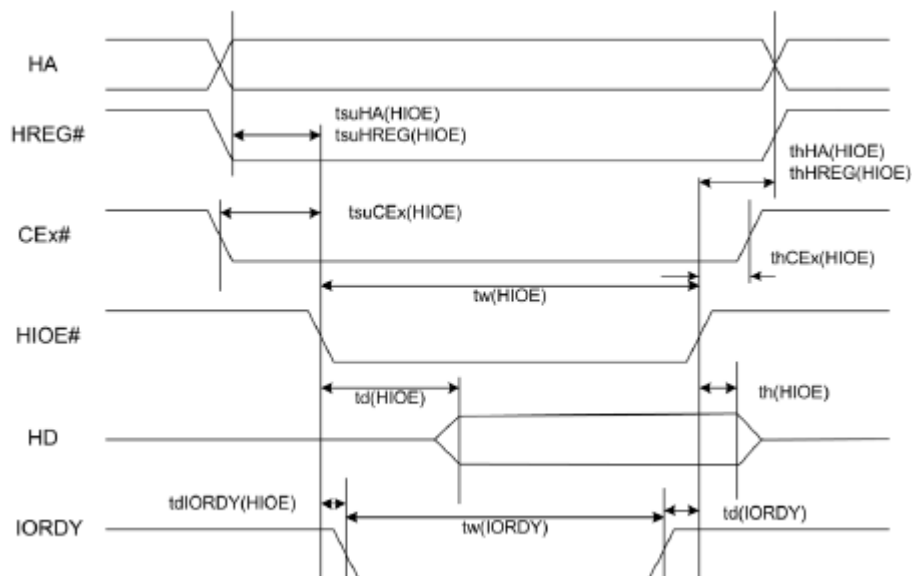 HA
tsuHA(HIOE)
HREG#
tsuHREG(HIOE)
thHA(HIOE)
thHREG(HIOE)
tsuCEx(HIOE)
CEx#
thCEx(HIOE)
tw(HIOE)
HIOE#
td(HIOE)
th(HIOE)
HD
tdIORDY(HIOE)
td(IORDY)
IORDY
tw(IORDY)